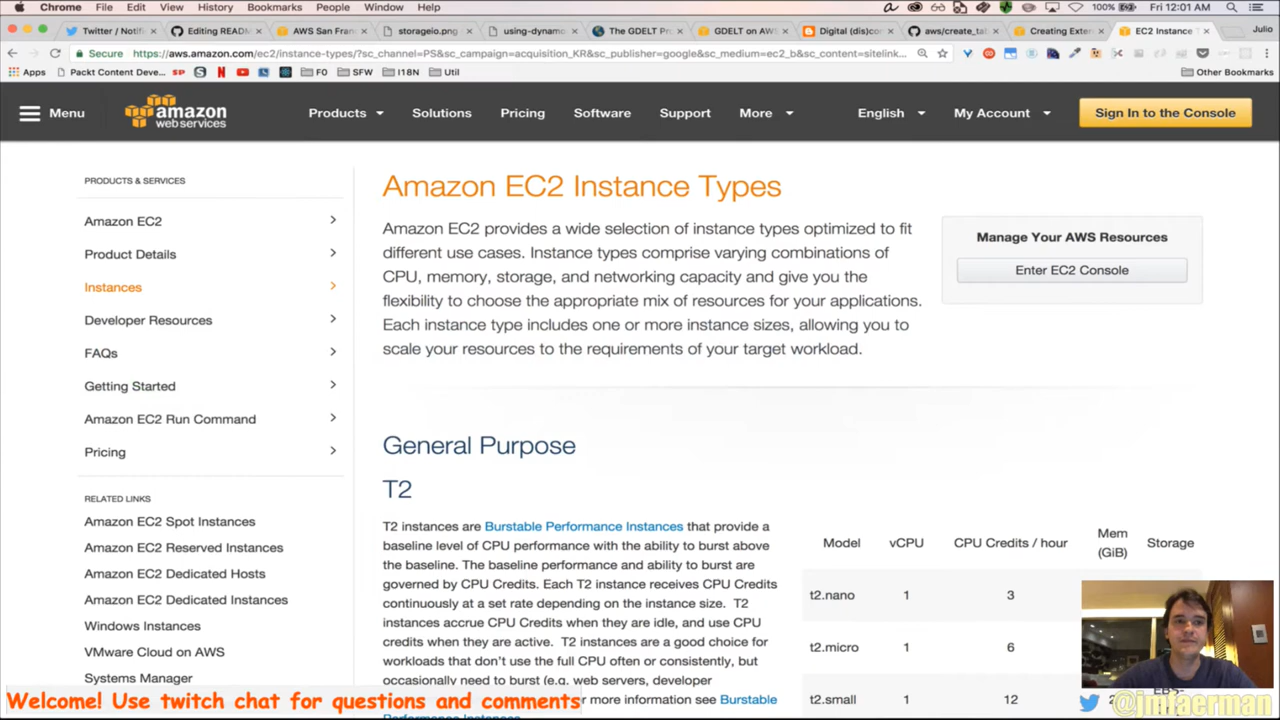 Chrome File Edit View History Bookmarks People Window Help 100% Fri 12:01 AM
Twitter / Notifi Editing READM AWS San Fran storageio.png using-dynamo The GDELT Pr GDELT on AWS Digital (dis)con aws/create_tab Creating Exter EC2 Instance T Julio
Secure https://aws.amazon.com/ec2/instance-types/?sc_channel=PS&sc_campaign=acquisition_KR&sc_publisher=google&sc_medium=ec2_b&sc_content=sitelink...
Apps Packt Content Deve... SP S N F0 SFW I18N Util Other Bookmarks
Menu amazon web services Products Solutions Pricing Software Support More English My Account Sign In to the Console
PRODUCTS & SERVICES
Amazon EC2
Product Details
Instances
Developer Resources
FAQs
Getting Started
Amazon EC2 Run Command
Pricing
RELATED LINKS
Amazon EC2 Spot Instances
Amazon EC2 Reserved Instances
Amazon EC2 Dedicated Hosts
Amazon EC2 Dedicated Instances
Windows Instances
VMware Cloud on AWS
Systems Manager
Amazon EC2 Instance Types
Amazon EC2 provides a wide selection of instance types optimized to fit
different use cases. Instance types comprise varying combinations of
CPU, memory, storage, and networking capacity and give you the
flexibility to choose the appropriate mix of resources for your applications.
Each instance type includes one or more instance sizes, allowing you to
scale your resources to the requirements of your target workload.
Manage Your AWS Resources
Enter EC2 Console
General Purpose
T2
T2 instances are Burstable Performance Instances that provide a
baseline level of CPU performance with the ability to burst above
the baseline. The baseline performance and ability to burst are
governed by CPU Credits. Each T2 instance receives CPU Credits
continuously at a set rate depending on the instance size. T2
instances accrue CPU Credits when they are idle, and use CPU
credits when they are active. T2 instances are a good choice for
workloads that don't use the full CPU often or consistently, but
occasionally need to burst (e.g. web servers, developer
r more information see Burstable
Performance Instances
Model vCPU CPU Credits / hour Mem (GiB) Storage
t2.nano 1 3
t2.micro 1 6
t2.small 1 12 2 EBS-
Welcome! Use twitch chat for questions and comments
@jmfaerman